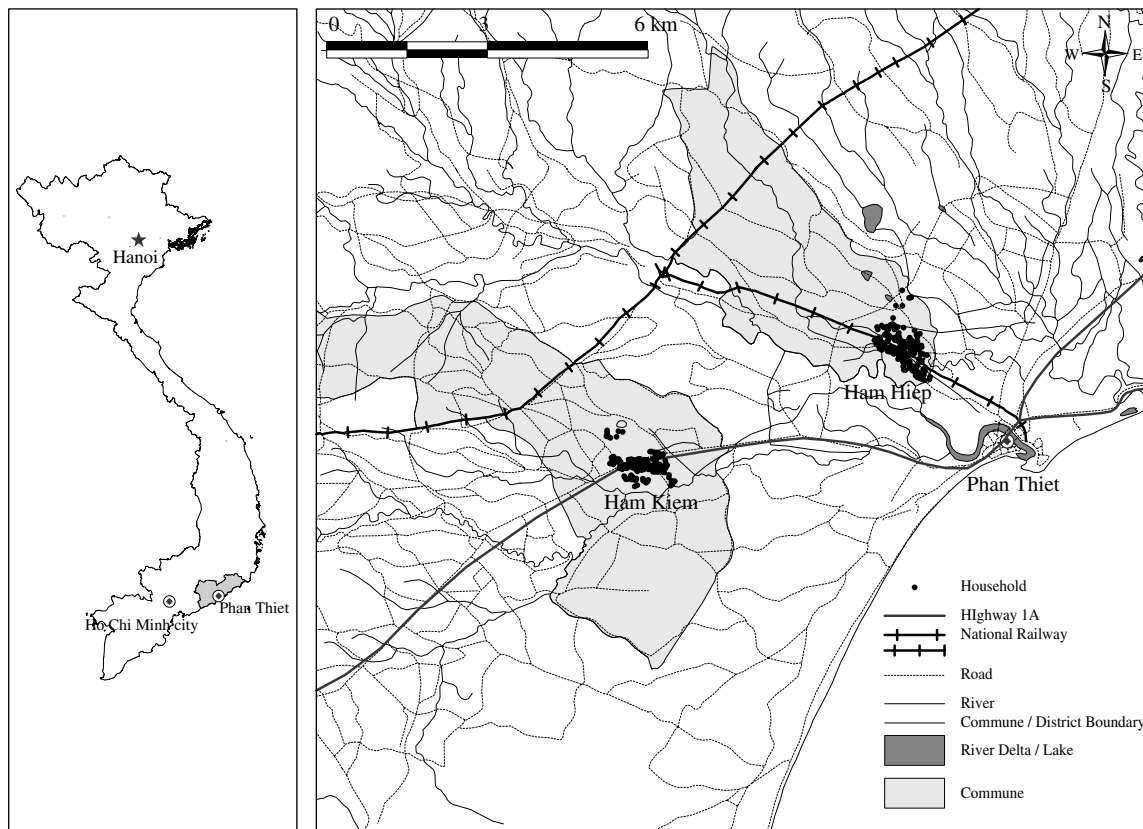 Hanoi
Phan Thiet
Ho Chi Minh city
0 3 6 km
N
W E
S
Ham Hiep
Phan Thiet
Ham Kiem
Household
HIghway 1A
National Railway
Road
River
Commune / District Boundary
River Delta / Lake
Commune